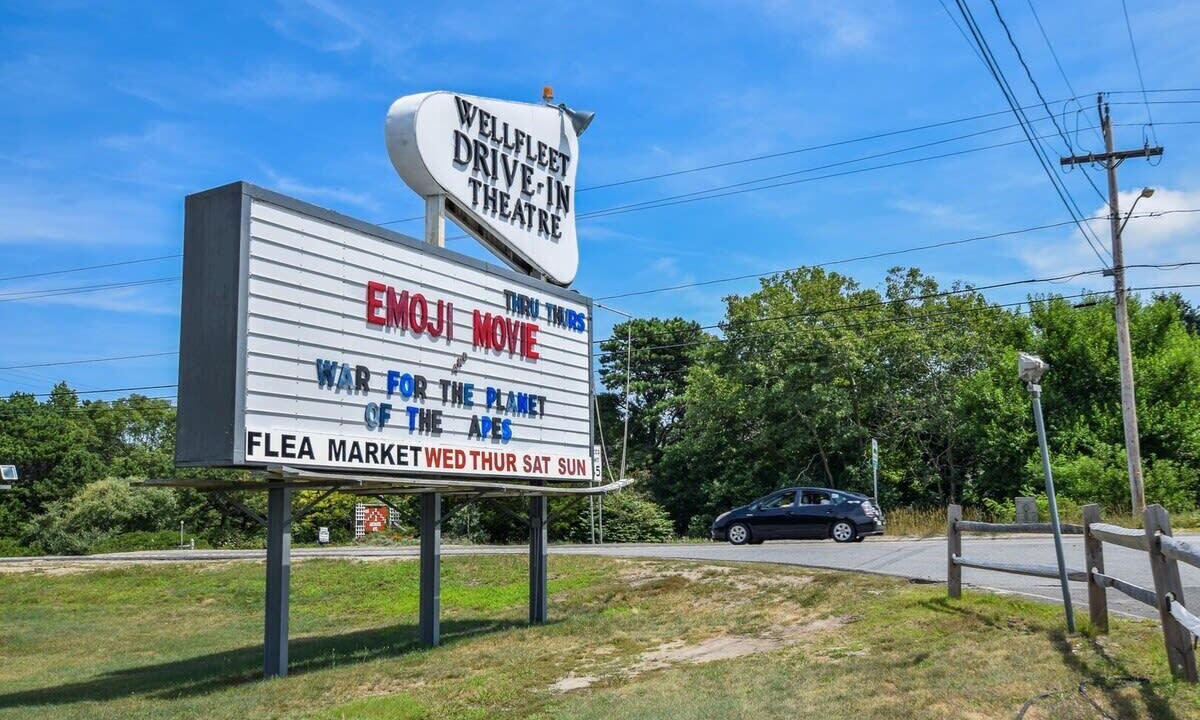 WELLFLEET
DRIVE-IN
THEATRE
THRU THURS
EMOJI MOVIE
WAR FOR THE PLANET
OF THE APES
FLEA MARKET WED THUR SAT SUN